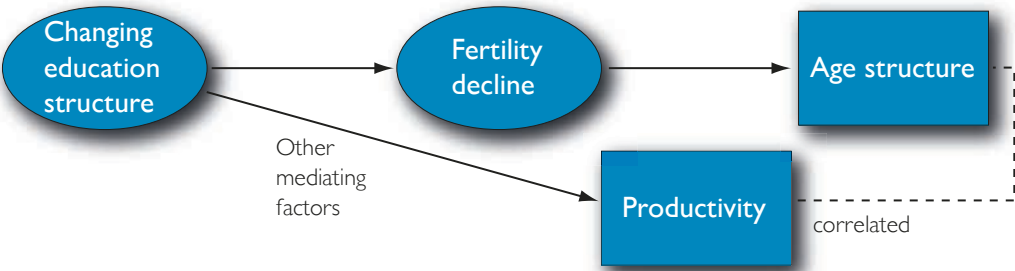 Changing
education
structure
Fertility
decline
Age structure
Other
mediating
factors
Productivity
correlated